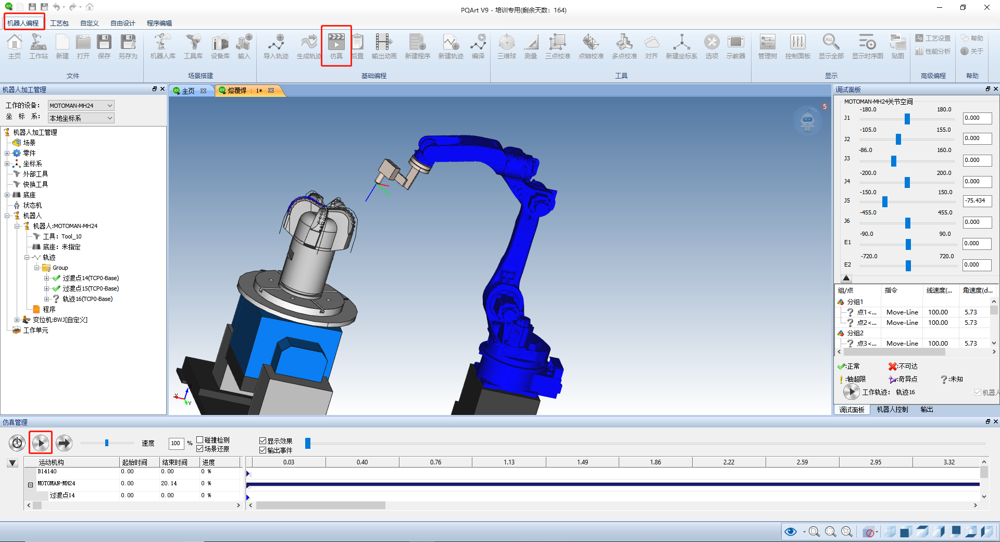 PQArt V9 - 培训专用(剩余天数: 164)
机器人编程 工艺包 自定义 自由设计 程序编辑
主页 工作站 新建 打开 保存 另存为 机器人库 工具库 设备库 输入 导入轨迹 生成轨迹 仿真 后置 输出动画 新建程序 新建轨迹 编译 三维球 测量 三点校准 点轴校准 多点校准 对齐 新建坐标系 选项 示教器 管理树 控制面板 显示全部 显示时序图 贴图 工艺设置 帮助
性能分析 关于
文件 场景搭建 基础编程 工具 显示 高级编程 帮助
机器人加工管理
工作的设备: MOTOMAN-MH24
坐 标 系: 本地坐标系
机器人加工管理
场景
零件
坐标系
外部工具
快换工具
底座
状态机
机器人
机器人:MOTOMAN-MH24
工具: Tool_10
底座: 未指定
轨迹
Group
过渡点14(TCP0-Base)
过渡点15(TCP0-Base)
轨迹16(TCP0-Base)
程序
变位机:BWJ[自定义]
工作单元
主页 熔覆焊 : 1*
5
X Y
调试面板
MOTOMAN-MH24关节空间
-180.0 180.0
J1 0.000
-105.0 155.0
J2 0.000
-86.0 160.0
J3 0.000
-200.0 200.0
J4 0.000
-150.0 150.0
J5 -75.434
-455.0 455.0
J6 0.000
-90.0 90.0
E1 0.000
-720.0 720.0
E2 0.000
组/点 指令 线速度(... 角速度(d...
分组1
点1<... Move-Line 100.00 5.73
点2<... Move-Line 100.00 5.73
分组2
点3<... Move-Line 100.00 5.73
:正常 :不可达
:轴超限 :奇异点 :未知
工作轨迹: 轨迹16 机器人
调试面板 机器人控制 输出
仿真管理
速度 100 % 碰撞检测
场景还原
显示效果
输出事件
运动机构 起始时间 结束时间 进度 0.03 0.40 0.76 1.13 1.49 1.86 2.22 2.59 2.95 3.32
B14140 0.00 0.00 0 %
MOTOMAN-MH24 0.00 20.14 0 %
过渡点14 0.00 0.00 0 %